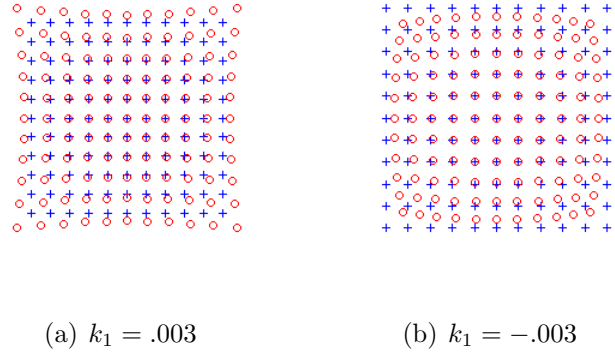 (a) k₁ = .003
(b) k₁ = −.003